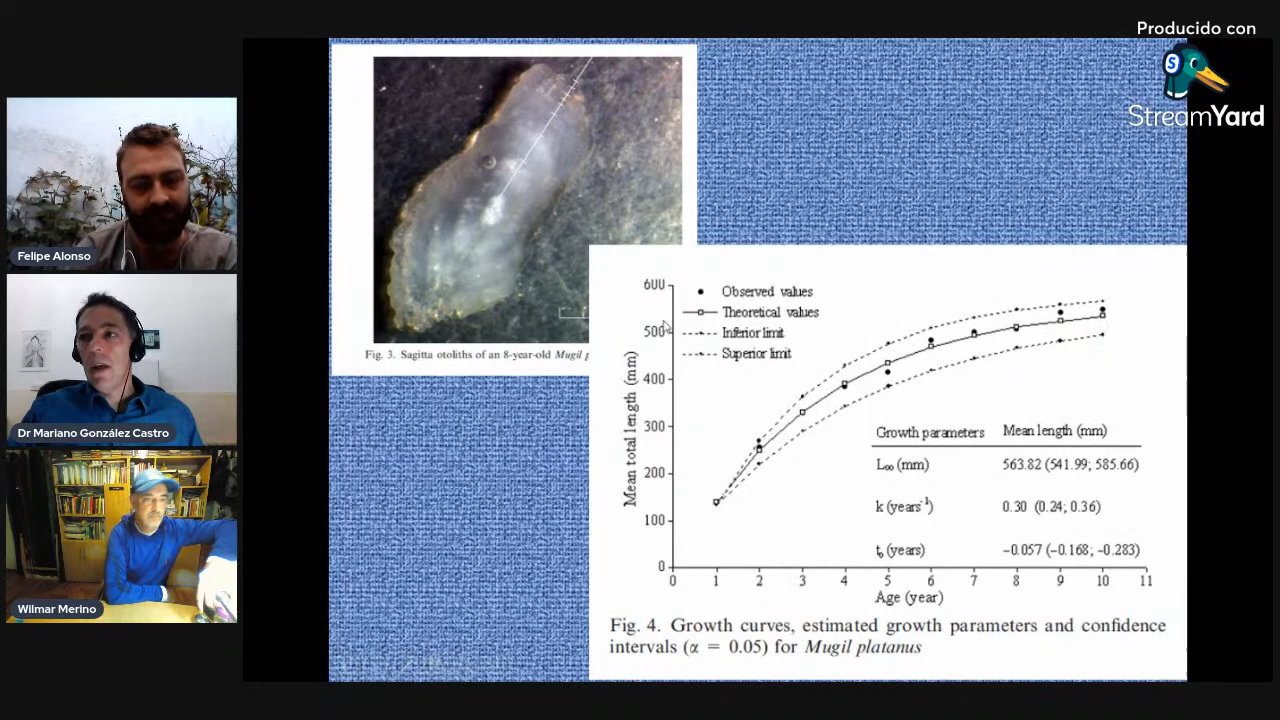 Producido con
StreamYard
Felipe Alonso
Dr Mariano González Castro
Wilmar Merino
Fig. 3. Sagitta otoliths of an 8-year-old Mugil p
Observed values
Theoretical values
Inferior limit
Superior limit
Mean total length (mm)
600
500
400
300
200
100
0
0 1 2 3 4 5 6 7 8 9 10 11
Age (year)
Growth parameters Mean length (mm)
L∞ (mm) 563.82 (541.99; 585.66)
k (years⁻¹) 0.30 (0.24; 0.36)
t₀ (years) −0.057 (−0.168; −0.283)
Fig. 4. Growth curves, estimated growth parameters and confidence
intervals (α = 0.05) for Mugil platanus